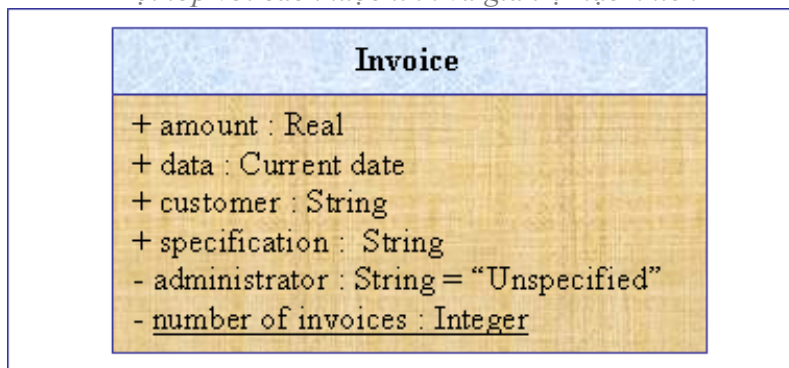 Invoice
+ amount : Real
+ data : Current date
+ customer : String
+ specification : String
- administrator : String = “Unspecified”
- number of invoices : Integer